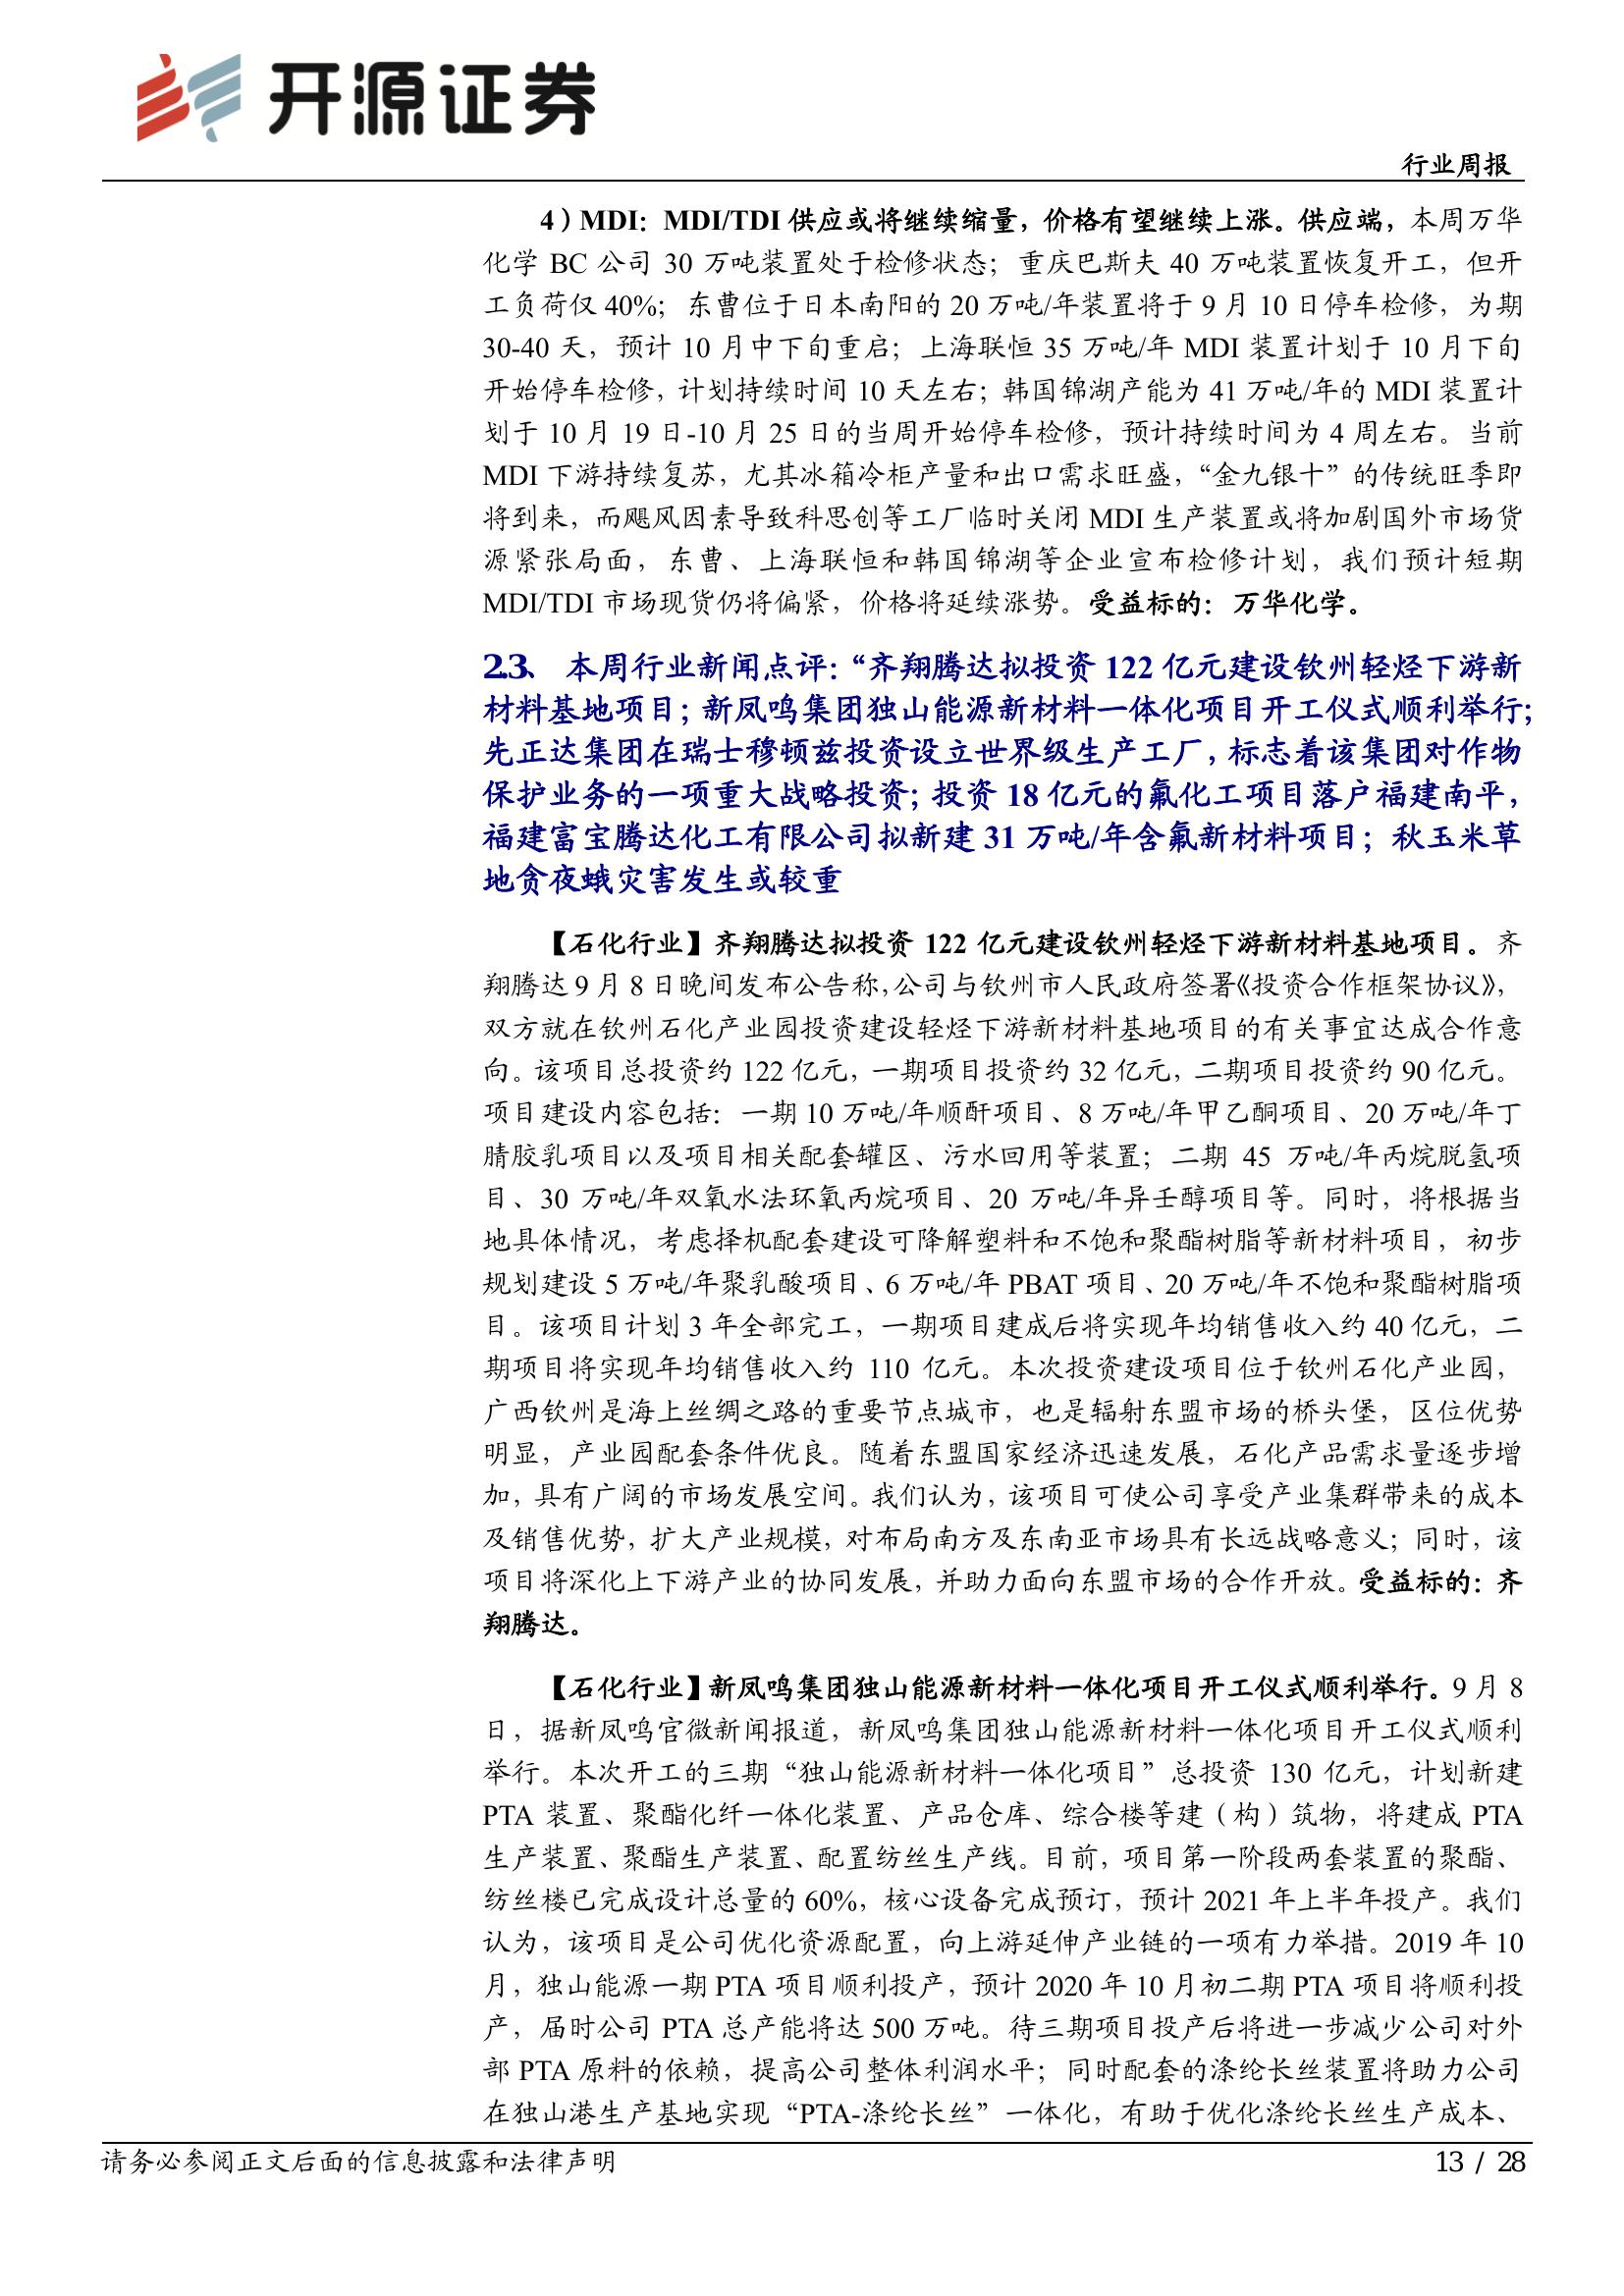 开源证券
行业周报
4）MDI：MDI/TDI 供应或将继续缩量，价格有望继续上涨。供应端，本周万华
化学 BC 公司 30 万吨装置处于检修状态；重庆巴斯夫 40 万吨装置恢复开工，但开
工负荷仅 40%；东曹位于日本南阳的 20 万吨/年装置将于 9 月 10 日停车检修，为期
30-40 天，预计 10 月中下旬重启；上海联恒 35 万吨/年 MDI 装置计划于 10 月下旬
开始停车检修，计划持续时间 10 天左右；韩国锦湖产能为 41 万吨/年的 MDI 装置计
划于 10 月 19 日-10 月 25 日的当周开始停车检修，预计持续时间为 4 周左右。当前
MDI 下游持续复苏，尤其冰箱冷柜产量和出口需求旺盛，“金九银十”的传统旺季即
将到来，而飓风因素导致科思创等工厂临时关闭 MDI 生产装置或将加剧国外市场货
源紧张局面，东曹、上海联恒和韩国锦湖等企业宣布检修计划，我们预计短期
MDI/TDI 市场现货仍将偏紧，价格将延续涨势。受益标的：万华化学。
2.3、 本周行业新闻点评：“齐翔腾达拟投资 122 亿元建设钦州轻烃下游新
材料基地项目；新凤鸣集团独山能源新材料一体化项目开工仪式顺利举行；
先正达集团在瑞士穆顿兹投资设立世界级生产工厂，标志着该集团对作物
保护业务的一项重大战略投资；投资 18 亿元的氟化工项目落户福建南平，
福建富宝腾达化工有限公司拟新建 31 万吨/年含氟新材料项目；秋玉米草
地贪夜蛾灾害发生或较重
【石化行业】齐翔腾达拟投资 122 亿元建设钦州轻烃下游新材料基地项目。齐
翔腾达 9 月 8 日晚间发布公告称，公司与钦州市人民政府签署《投资合作框架协议》，
双方就在钦州石化产业园投资建设轻烃下游新材料基地项目的有关事宜达成合作意
向。该项目总投资约 122 亿元，一期项目投资约 32 亿元，二期项目投资约 90 亿元。
项目建设内容包括：一期 10 万吨/年顺酐项目、8 万吨/年甲乙酮项目、20 万吨/年丁
腈胶乳项目以及项目相关配套罐区、污水回用等装置；二期 45 万吨/年丙烷脱氢项
目、30 万吨/年双氧水法环氧丙烷项目、20 万吨/年异壬醇项目等。同时，将根据当
地具体情况，考虑择机配套建设可降解塑料和不饱和聚酯树脂等新材料项目，初步
规划建设 5 万吨/年聚乳酸项目、6 万吨/年 PBAT 项目、20 万吨/年不饱和聚酯树脂项
目。该项目计划 3 年全部完工，一期项目建成后将实现年均销售收入约 40 亿元，二
期项目将实现年均销售收入约 110 亿元。本次投资建设项目位于钦州石化产业园，
广西钦州是海上丝绸之路的重要节点城市，也是辐射东盟市场的桥头堡，区位优势
明显，产业园配套条件优良。随着东盟国家经济迅速发展，石化产品需求量逐步增
加，具有广阔的市场发展空间。我们认为，该项目可使公司享受产业集群带来的成本
及销售优势，扩大产业规模，对布局南方及东南亚市场具有长远战略意义；同时，该
项目将深化上下游产业的协同发展，并助力面向东盟市场的合作开放。受益标的：齐
翔腾达。
【石化行业】新凤鸣集团独山能源新材料一体化项目开工仪式顺利举行。9 月 8
日，据新凤鸣官微新闻报道，新凤鸣集团独山能源新材料一体化项目开工仪式顺利
举行。本次开工的三期“独山能源新材料一体化项目”总投资 130 亿元，计划新建
PTA 装置、聚酯化纤一体化装置、产品仓库、综合楼等建（构）筑物，将建成 PTA
生产装置、聚酯生产装置、配置纺丝生产线。目前，项目第一阶段两套装置的聚酯、
纺丝楼已完成设计总量的 60%，核心设备完成预订，预计 2021 年上半年投产。我们
认为，该项目是公司优化资源配置，向上游延伸产业链的一项有力举措。2019 年 10
月，独山能源一期 PTA 项目顺利投产，预计 2020 年 10 月初二期 PTA 项目将顺利投
产，届时公司 PTA 总产能将达 500 万吨。待三期项目投产后将进一步减少公司对外
部 PTA 原料的依赖，提高公司整体利润水平；同时配套的涤纶长丝装置将助力公司
在独山港生产基地实现“PTA-涤纶长丝”一体化，有助于优化涤纶长丝生产成本、
请务必参阅正文后面的信息披露和法律声明
13 / 28